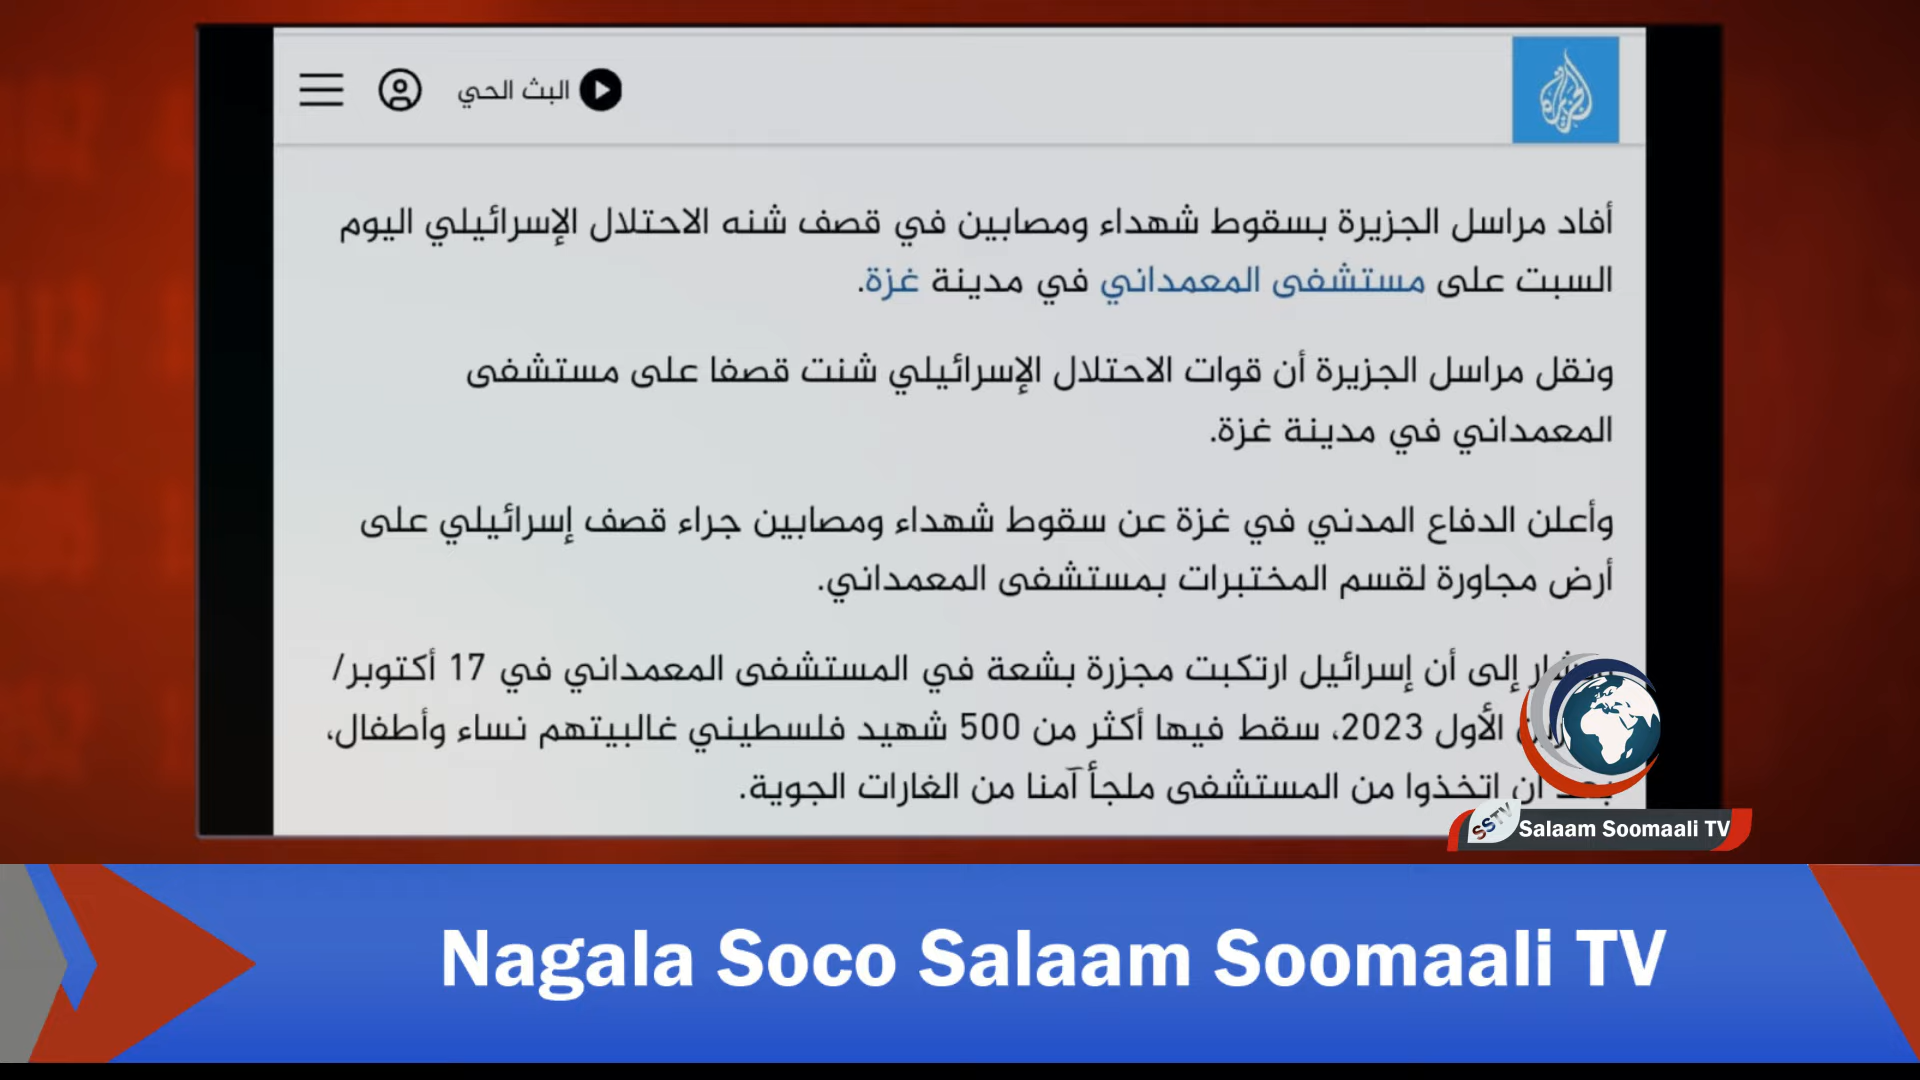 البث الحي
أفاد مراسل الجزيرة بسقوط شهداء ومصابين في قصف شنه الاحتلال الإسرائيلي اليوم
السبت على مستشفى المعمداني في مدينة غزة.
ونقل مراسل الجزيرة أن قوات الاحتلال الإسرائيلي شنت قصفا على مستشفى
المعمداني في مدينة غزة.
وأعلن الدفاع المدني في غزة عن سقوط شهداء ومصابين جراء قصف إسرائيلي على
أرض مجاورة لقسم المختبرات بمستشفى المعمداني.
إلى أن إسرائيل ارتكبت مجزرة بشعة في المستشفى المعمداني في 17 أكتوبر/
الأول 2023، سقط فيها أكثر من 500 شهيد فلسطيني غالبيتهم نساء وأطفال،
أن اتخذوا من المستشفى ملجأ آمنا من الغارات الجوية.
SSTV Salaam Soomaali TV
Nagala Soco Salaam Soomaali TV